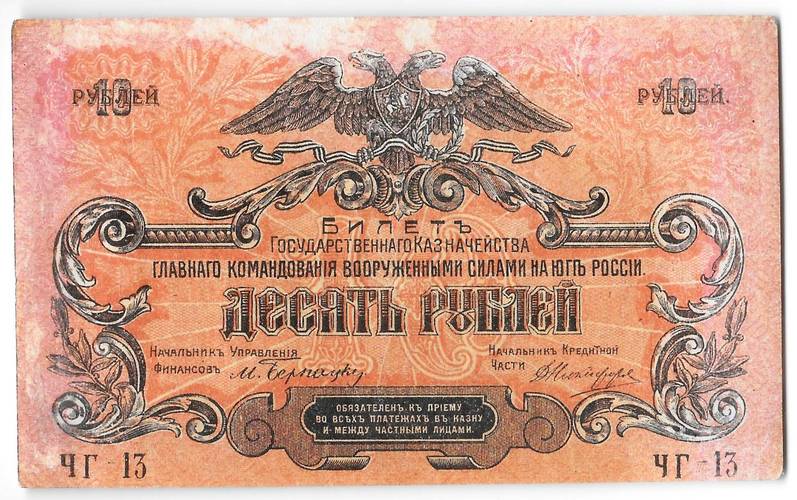 10 РУБЛЕЙ
10 РУБЛЕЙ.
БИЛЕТЪ
ГОСУДАРСТВЕННАГО КАЗНАЧЕЙСТВА
ГЛАВНАГО КОМАНДОВАНІЯ ВООРУЖЕННЫМИ СИЛАМИ НА ЮГѢ РОССІИ.
ДЕСЯТЬ РУБЛЕЙ
НАЧАЛЬНИКЪ УПРАВЛЕНІЯ
ФИНАНСОВЪ М. Бернацкій
НАЧАЛЬНИКЪ КРЕДИТНОЙ
ЧАСТИ
ОБЯЗАТЕЛЕНЪ КЪ ПРІЕМУ
ВО ВСѢХЪ ПЛАТЕЖАХЪ ВЪ КАЗНУ
И МЕЖДУ ЧАСТНЫМИ ЛИЦАМИ.
ЧГ-13
ЧГ-13